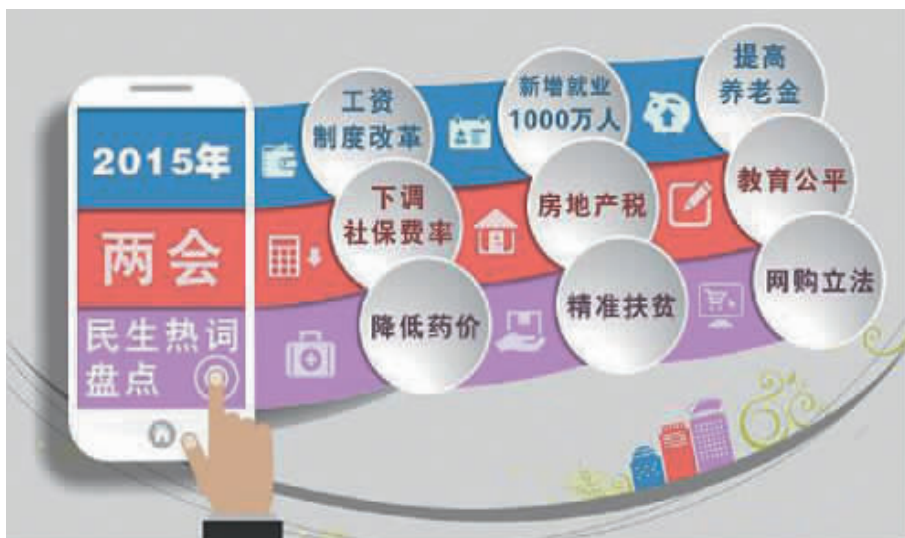 2015年
两会
民生热词
盘点
工资
制度改革
新增就业
1000万人
提高
养老金
下调
社保费率
房地产税
教育公平
降低药价
精准扶贫
网购立法